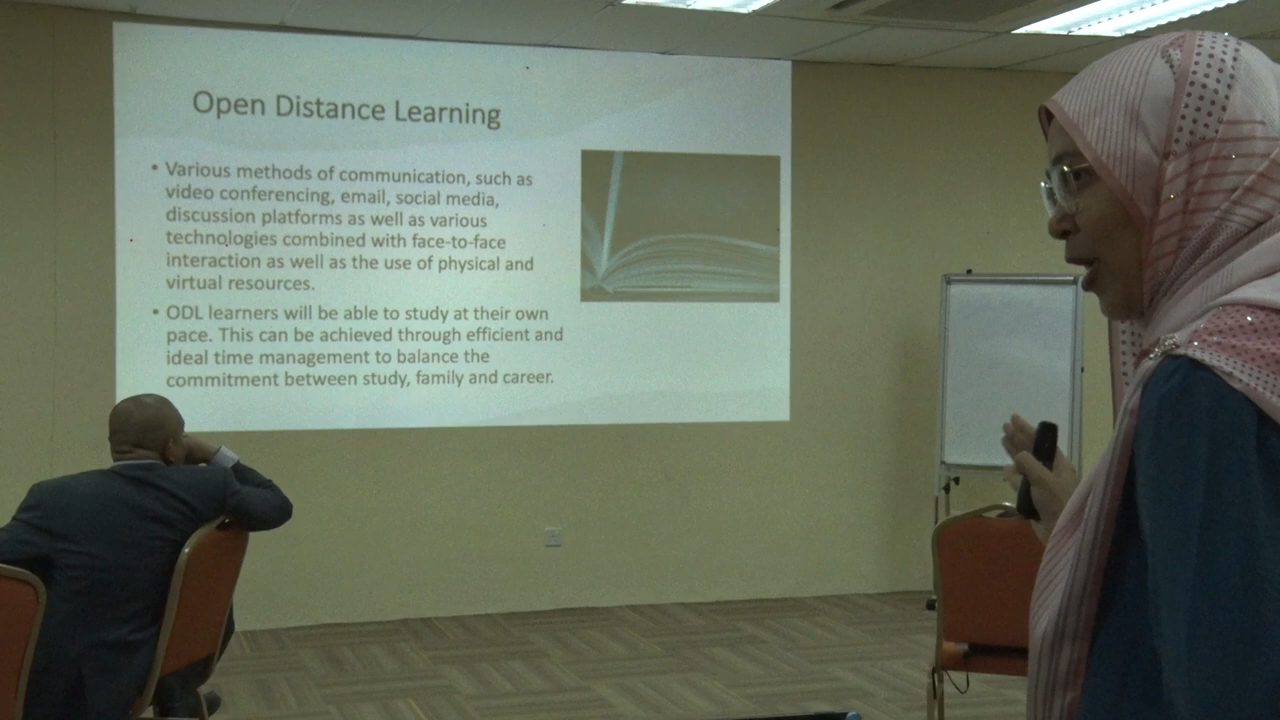 Open Distance Learning
• Various methods of communication, such as
video conferencing, email, social media,
discussion platforms as well as various
technologies combined with face-to-face
interaction as well as the use of physical and
virtual resources.
• ODL learners will be able to study at their own
pace. This can be achieved through efficient and
ideal time management to balance the
commitment between study, family and career.